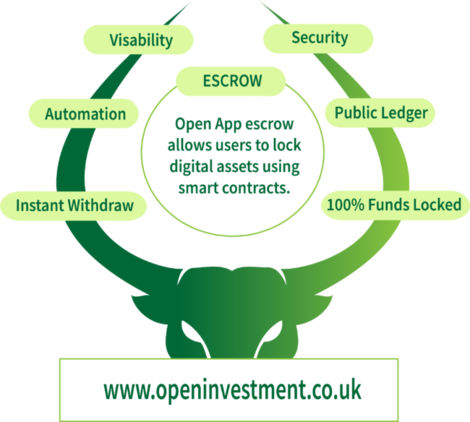 Visability
Security
ESCROW
Automation
Public Ledger
Open App escrow
allows users to lock
digital assets using
smart contracts.
Instant Withdraw
100% Funds Locked
www.openinvestment.co.uk